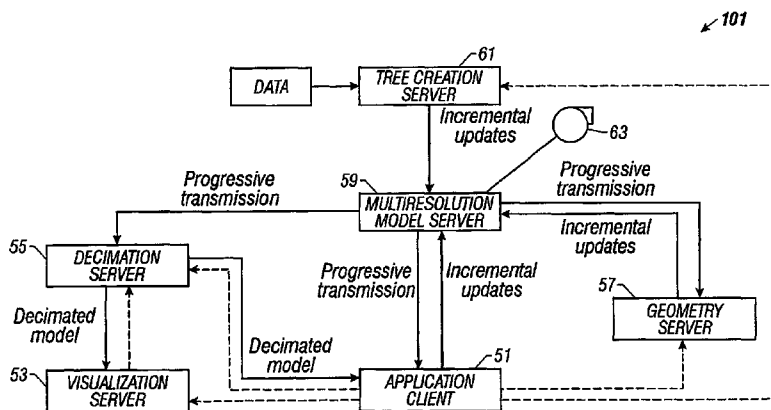 101
61
DATA
TREE CREATION
SERVER
Incremental
updates
63
Progressive
transmission
59
MULTIRESOLUTION
MODEL SERVER
Progressive
transmission
Incremental
updates
55
DECIMATION
SERVER
Progressive
transmission
Incremental
updates
57
GEOMETRY
SERVER
Decimated
model
Decimated
model
51
53
VISUALIZATION
SERVER
APPLICATION
CLIENT